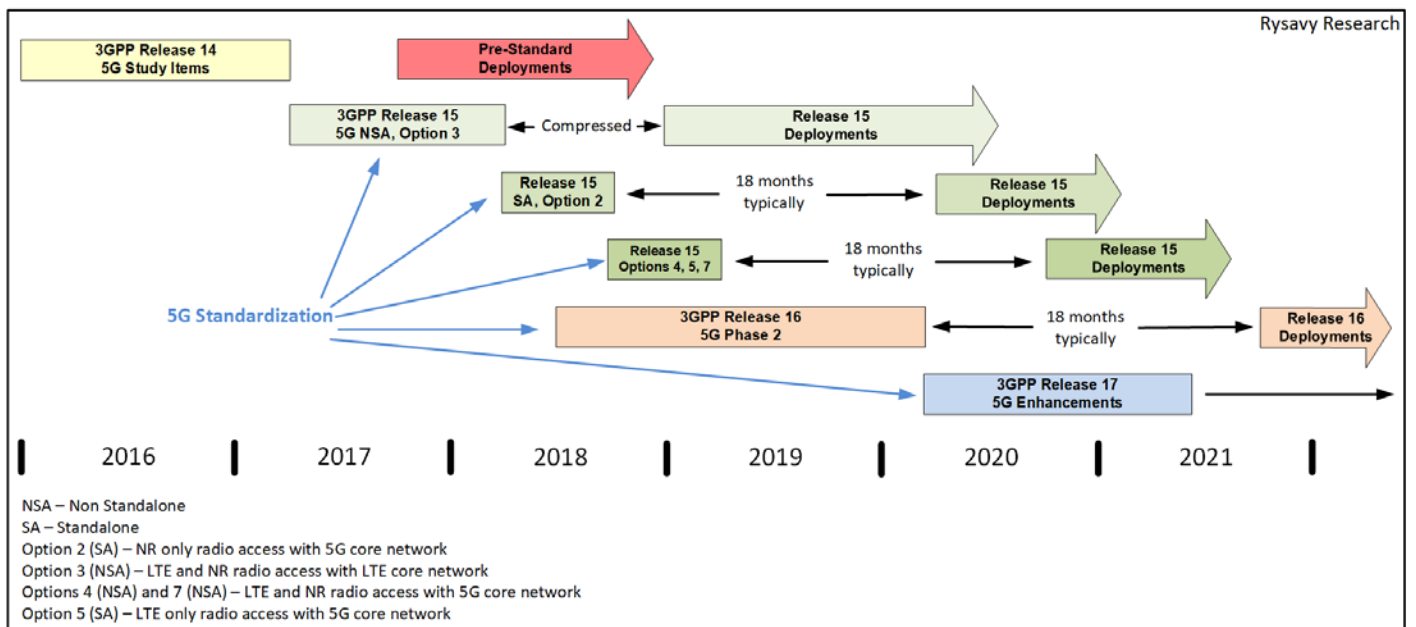 Rysavy Research
3GPP Release 14
5G Study Items
Pre-Standard
Deployments
3GPP Release 15
5G NSA, Option 3
Compressed
Release 15
Deployments
Release 15
SA, Option 2
18 months
typically
Release 15
Deployments
Release 15
Options 4, 5, 7
18 months
typically
Release 15
Deployments
5G Standardization
3GPP Release 16
5G Phase 2
18 months
typically
Release 16
Deployments
3GPP Release 17
5G Enhancements
2016
2017
2018
2019
2020
2021
NSA – Non Standalone
SA – Standalone
Option 2 (SA) – NR only radio access with 5G core network
Option 3 (NSA) – LTE and NR radio access with LTE core network
Options 4 (NSA) and 7 (NSA) – LTE and NR radio access with 5G core network
Option 5 (SA) – LTE only radio access with 5G core network